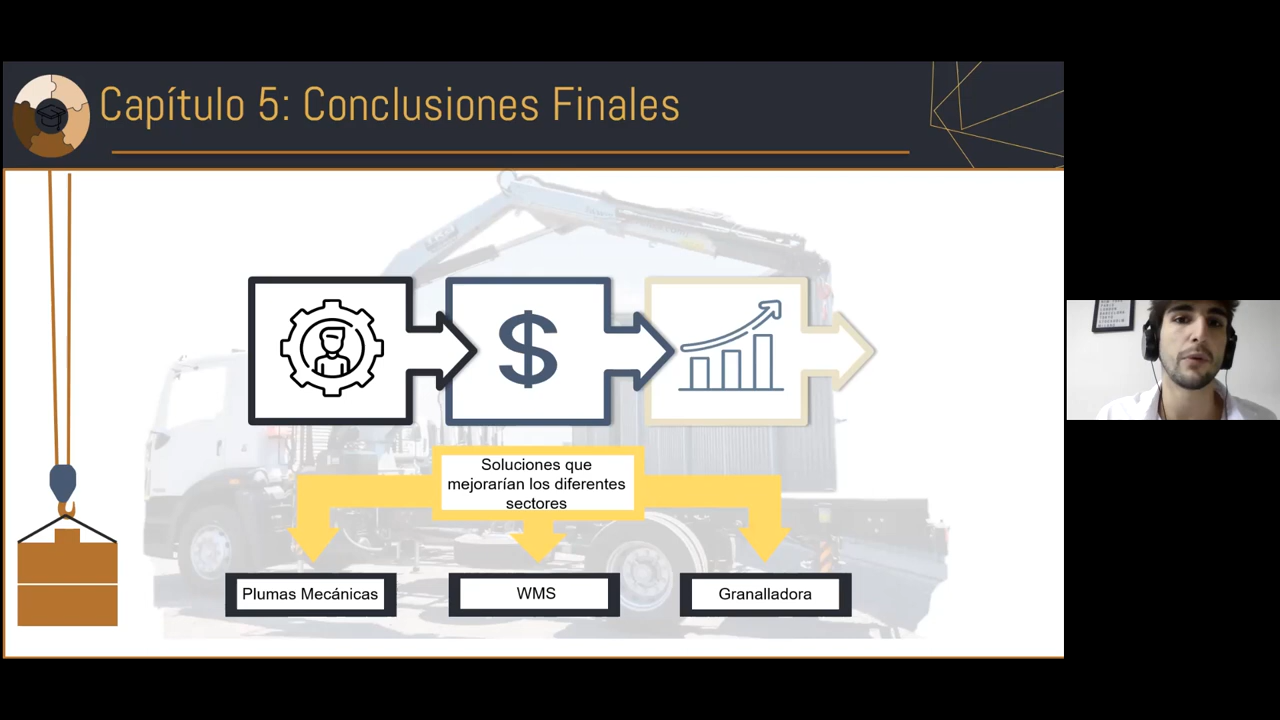 Capítulo 5: Conclusiones Finales
$
Soluciones que
mejorarían los diferentes
sectores
Plumas Mecánicas
WMS
Granalladora